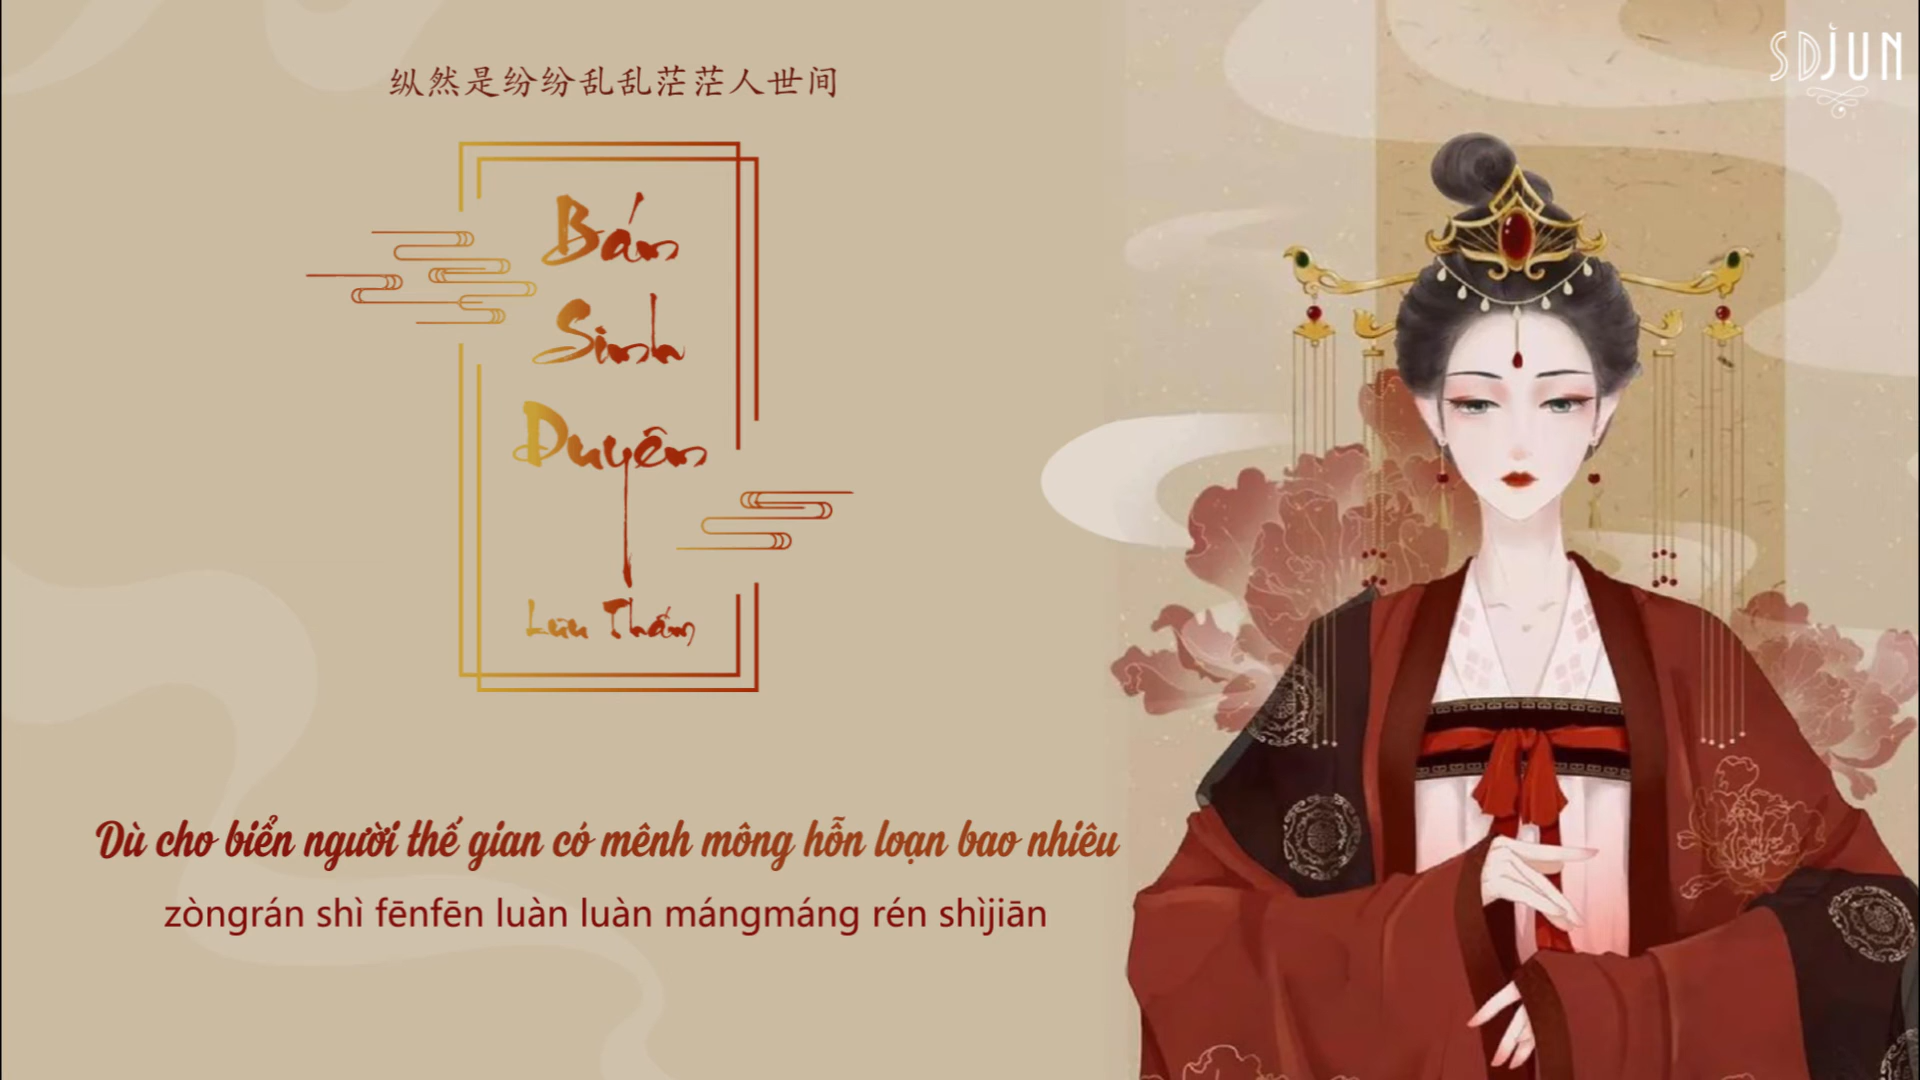 纵然是纷纷乱乱茫茫人世间
SDJUN
Bán
Sinh
Duyên
Lưu Thấm
Dù cho biển người thế gian có mênh mông hỗn loạn bao nhiêu
zòngrán shì fēnfēn luàn luàn mángmáng rén shìjiān